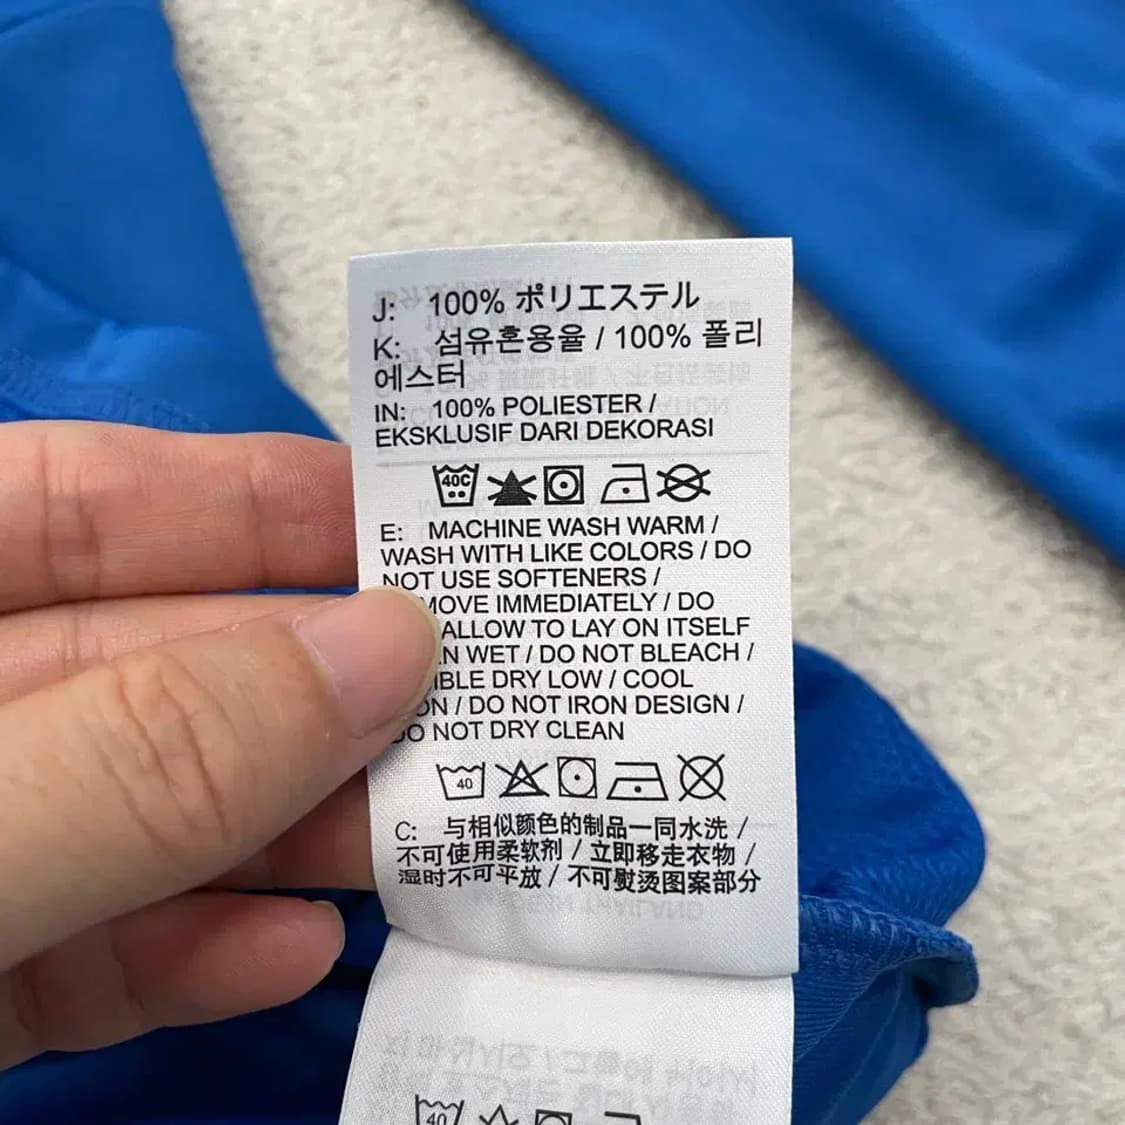 J: 100% ポリエステル
K: 섬유혼용율 / 100% 폴리
에스터
IN: 100% POLIESTER /
EKSKLUSIF DARI DEKORASI
40C
E: MACHINE WASH WARM /
WASH WITH LIKE COLORS / DO
NOT USE SOFTENERS /
MOVE IMMEDIATELY / DO
ALLOW TO LAY ON ITSELF
N WET / DO NOT BLEACH /
BLE DRY LOW / COOL
ON / DO NOT IRON DESIGN /
DO NOT DRY CLEAN
40
C: 与相似颜色的制品一同水洗 /
不可使用柔软剂 / 立即移走衣物 /
湿时不可平放 / 不可熨烫图案部分
40